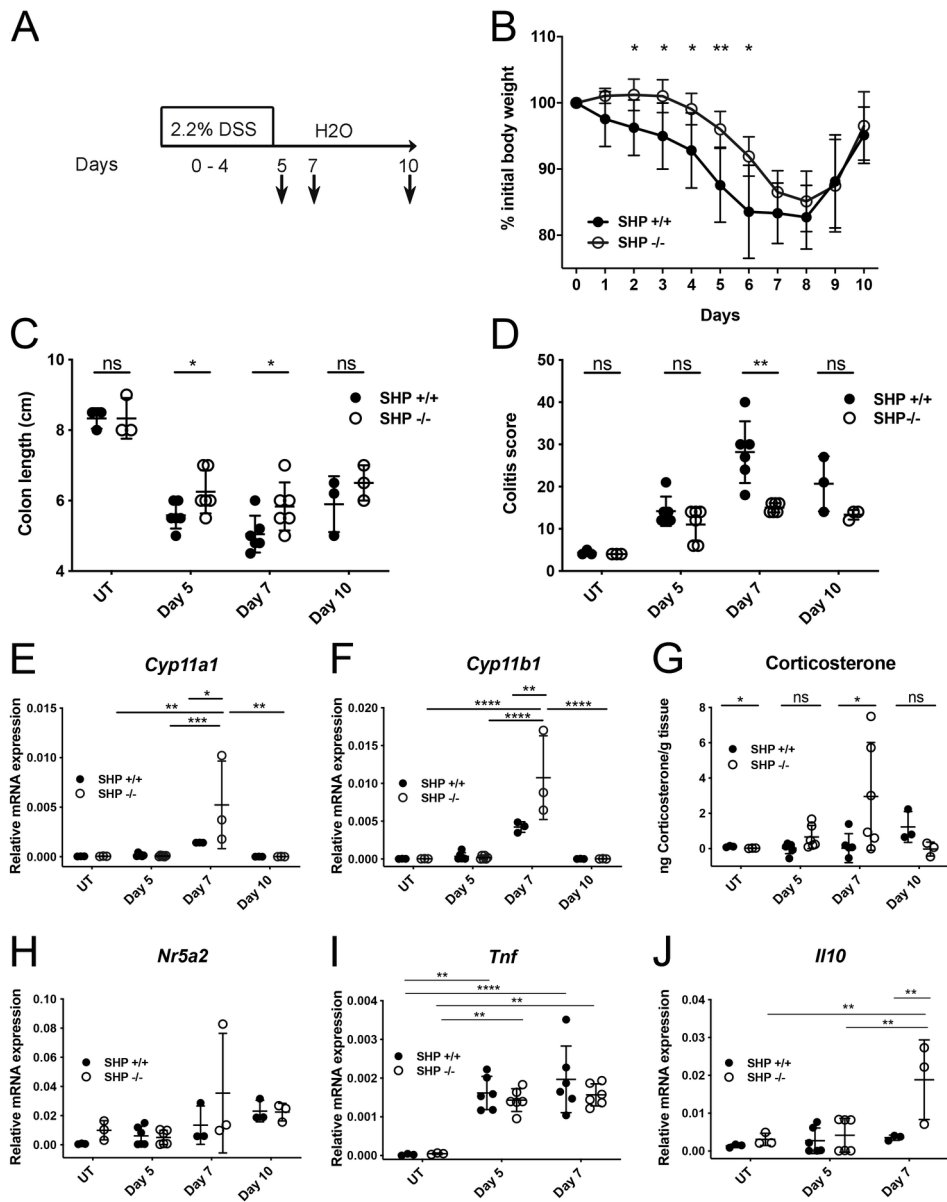 A
2.2% DSS
H2O
Days
0 - 4
5
7
10
B
110
100
90
80
% initial body weight
* * * ** *
SHP +/+
SHP -/-
0 1 2 3 4 5 6 7 8 9 10
Days
C
10
8
6
4
Colon length (cm)
ns * * ns
SHP +/+
SHP -/-
UT Day 5 Day 7 Day 10
D
50
40
30
20
10
0
Colitis score
ns ns ** ns
SHP +/+
SHP-/-
UT Day 5 Day 7 Day 10
E
Cyp11a1
*
** **
***
0.015
0.010
0.005
0.000
Relative mRNA expression
SHP +/+
SHP -/-
UT Day 5 Day 7 Day 10
F
Cyp11b1
**
**** ****
****
0.020
0.015
0.010
0.005
0.000
Relative mRNA expression
SHP +/+
SHP -/-
UT Day 5 Day 7 Day 10
G
Corticosterone
* ns * ns
8
6
4
2
0
ng Corticosterone/g tissue
SHP +/+
SHP -/-
UT Day 5 Day 7 Day 10
H
Nr5a2
0.10
0.08
0.06
0.04
0.02
0.00
Relative mRNA expression
SHP +/+
SHP -/-
UT Day 5 Day 7 Day 10
I
Tnf
**
****
**
**
0.004
0.003
0.002
0.001
0.000
Relative mRNA expression
SHP +/+
SHP -/-
UT Day 5 Day 7
J
Il10
**
**
**
0.04
0.03
0.02
0.01
0.00
Relative mRNA expression
SHP +/+
SHP -/-
UT Day 5 Day 7